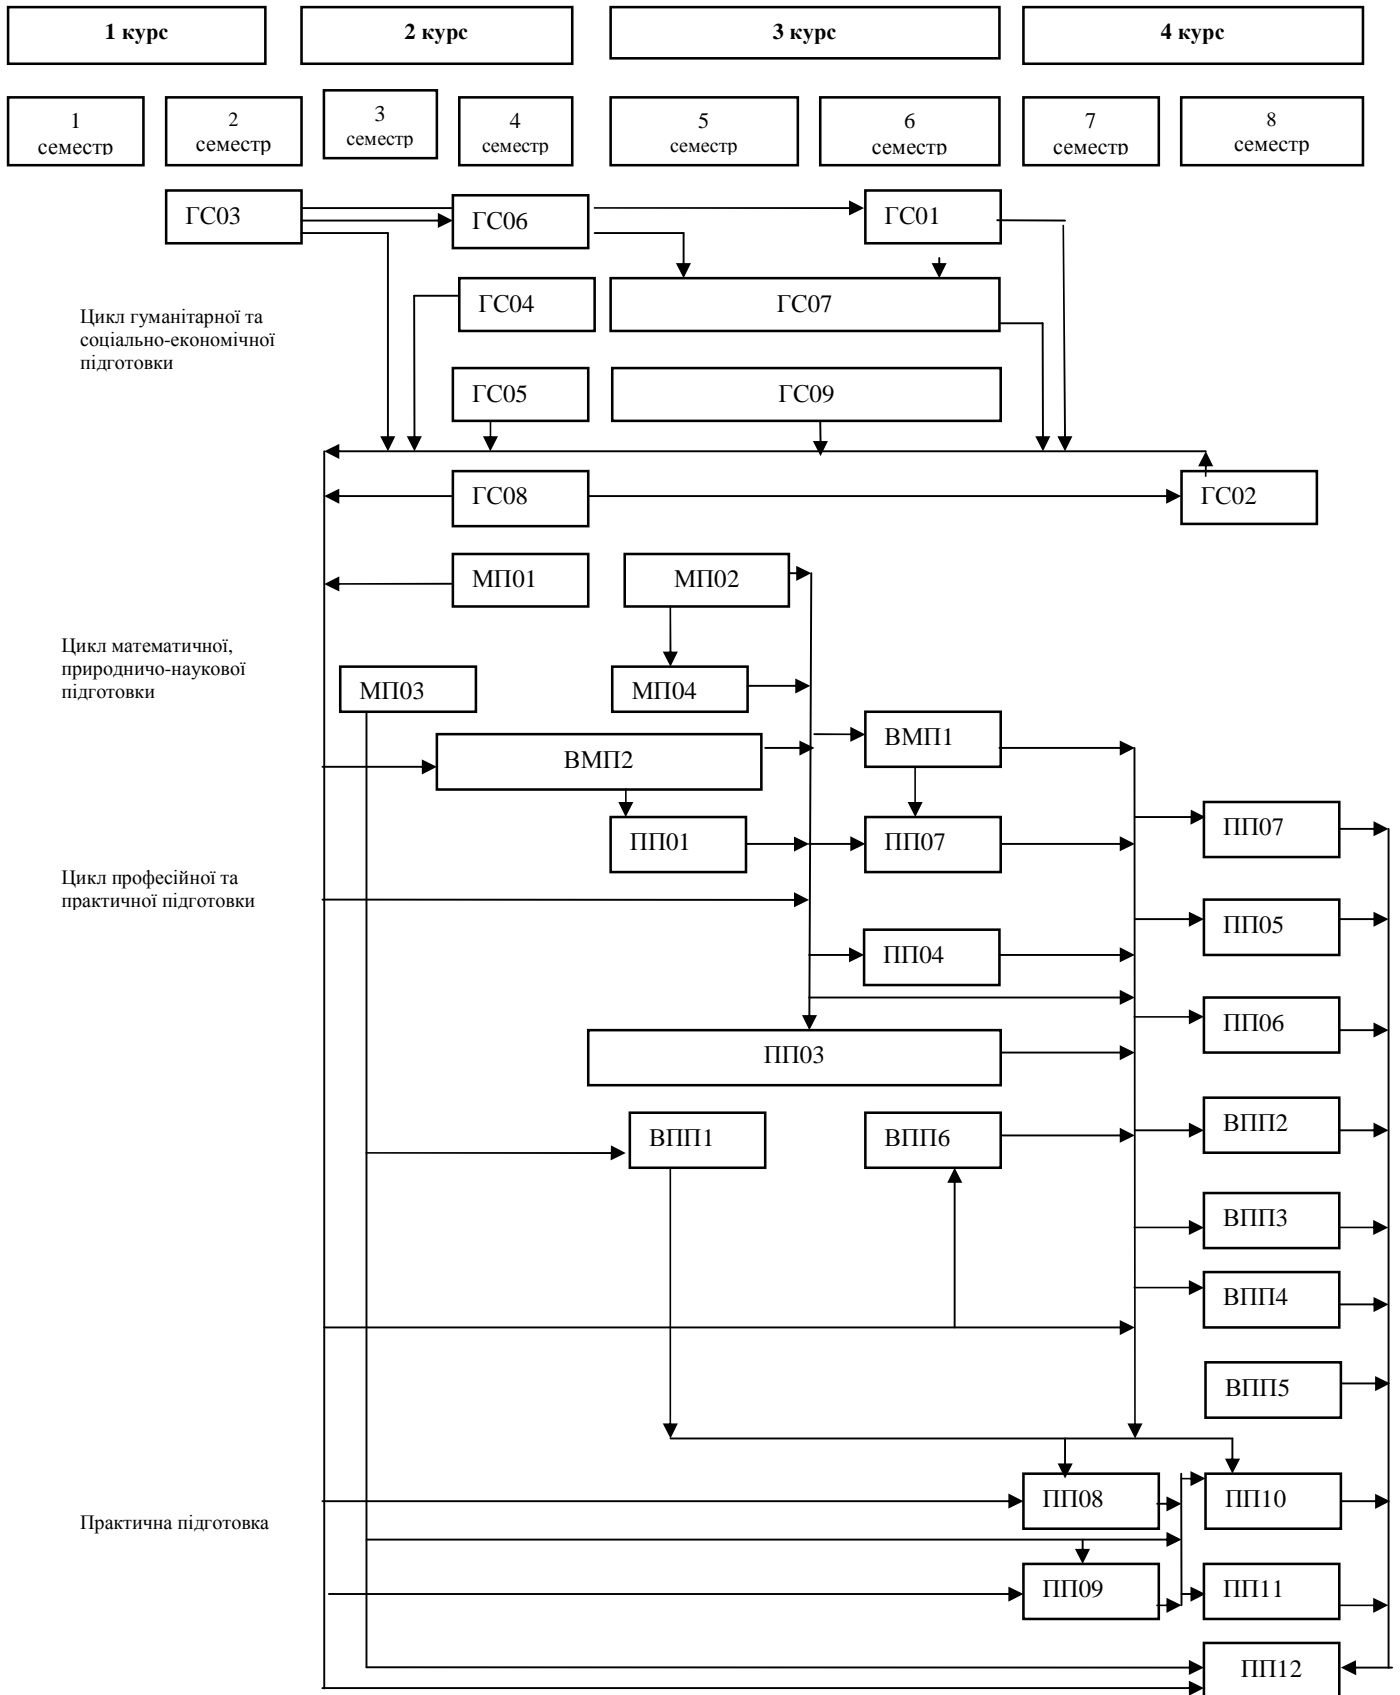 1 курс
2 курс
3 курс
4 курс
1
семестр
2
семестр
3
семестр
4
семестр
5
семестр
6
семестр
7
семестр
8
семестр
ГС03
ГС06
ГС01
ГС04
ГС07
Цикл гуманітарної та
соціально-економічної
підготовки
ГС05
ГС09
ГС08
ГС02
МП01
МП02
Цикл математичної,
природничо-наукової
підготовки
МП03
МП04
ВМП1
ВМП2
ПП01
ПП07
ПП07
Цикл професійної та
практичної підготовки
ПП05
ПП04
ПП06
ПП03
ВПП1
ВПП6
ВПП2
ВПП3
ВПП4
ВПП5
ПП08
ПП10
Практична підготовка
ПП09
ПП11
ПП12